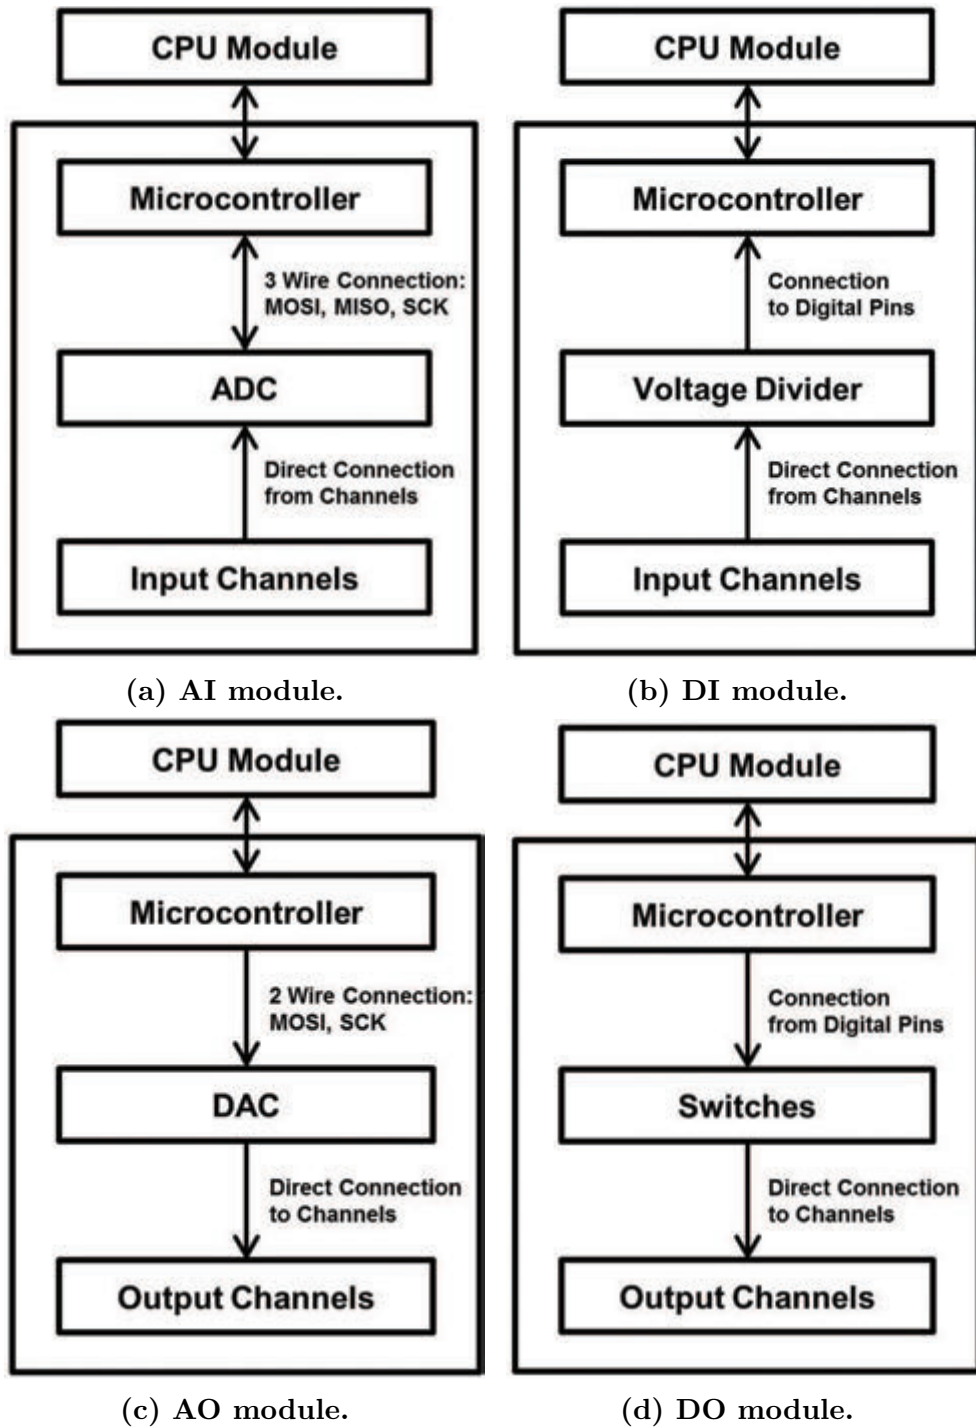 CPU Module
Microcontroller
3 Wire Connection:
MOSI, MISO, SCK
ADC
Direct Connection
from Channels
Input Channels
(a) AI module.
CPU Module
Microcontroller
Connection
to Digital Pins
Voltage Divider
Direct Connection
from Channels
Input Channels
(b) DI module.
CPU Module
Microcontroller
2 Wire Connection:
MOSI, SCK
DAC
Direct Connection
to Channels
Output Channels
(c) AO module.
CPU Module
Microcontroller
Connection
from Digital Pins
Switches
Direct Connection
to Channels
Output Channels
(d) DO module.